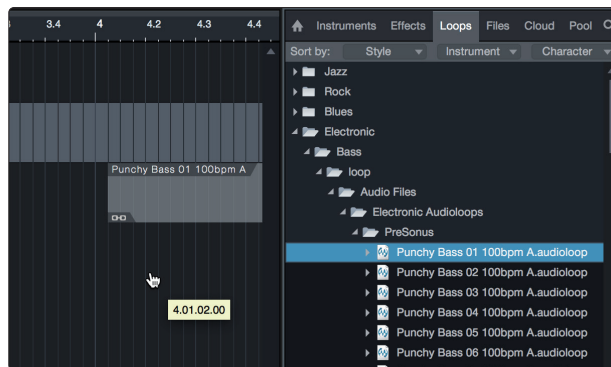 3.4 4 4.2 4.3 4.4
Punchy Bass 01 100bpm A
4.01.02.00
Instruments Effects Loops Files Cloud Pool
Sort by: Style Instrument Character
Jazz
Rock
Blues
Electronic
Bass
loop
Audio Files
Electronic Audioloops
PreSonus
Punchy Bass 01 100bpm A.audioloop
Punchy Bass 02 100bpm A.audioloop
Punchy Bass 03 100bpm A.audioloop
Punchy Bass 04 100bpm A.audioloop
Punchy Bass 05 100bpm A.audioloop
Punchy Bass 06 100bpm A.audioloop